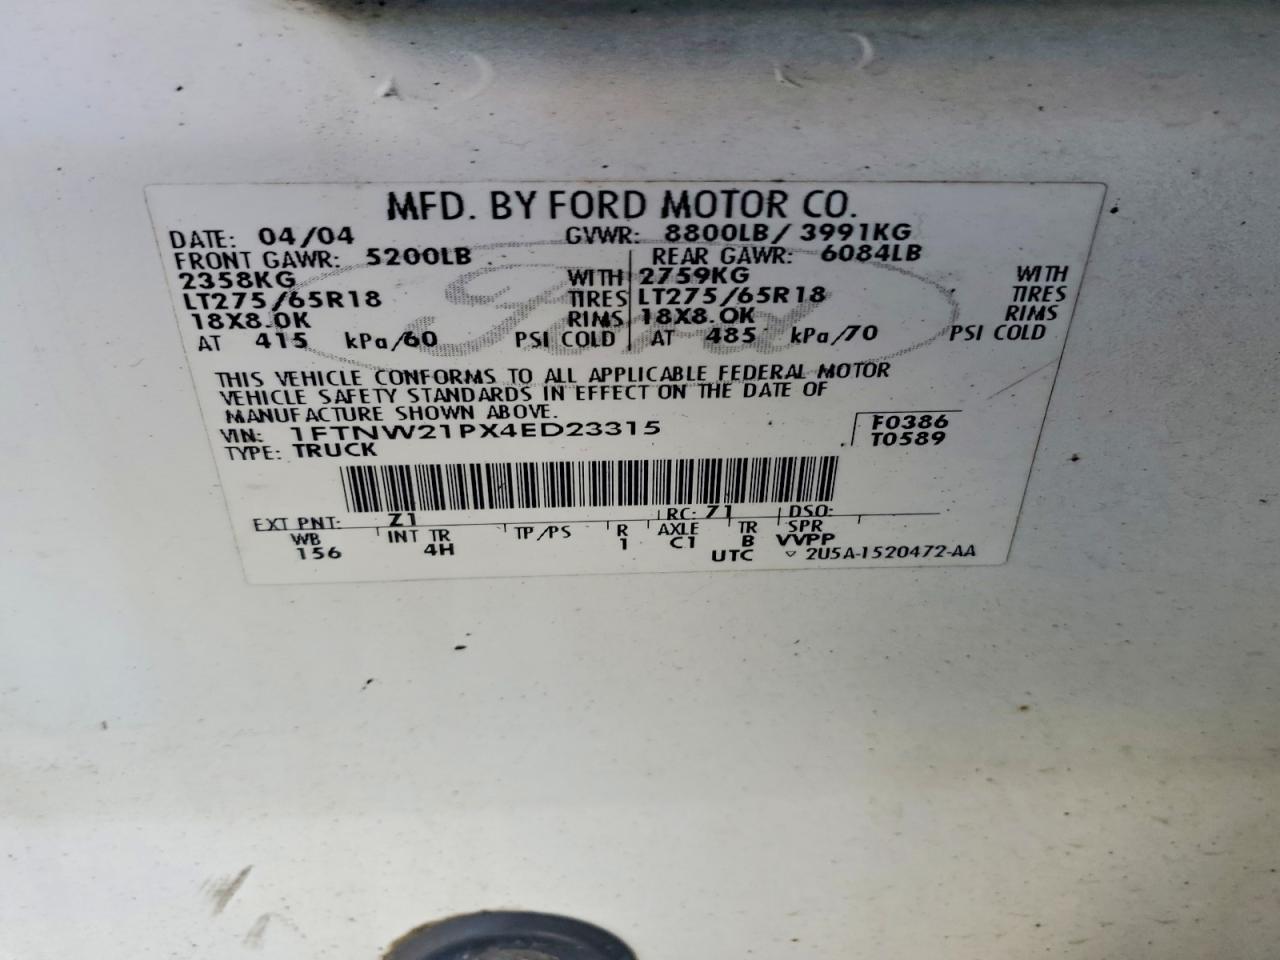 MFD. BY FORD MOTOR CO.
DATE: 04/04 GVWR: 8800LB/ 3991KG
FRONT GAWR: 5200LB REAR GAWR: 6084LB
2358KG WITH 2759KG WITH
LT275/65R18 TIRES LT275/65R18 TIRES
18X8.0K RIMS 18X8.0K RIMS
AT 415 kPa/60 PSI COLD AT 485 kPa/70 PSI COLD
Ford
THIS VEHICLE CONFORMS TO ALL APPLICABLE FEDERAL MOTOR
VEHICLE SAFETY STANDARDS IN EFFECT ON THE DATE OF
MANUFACTURE SHOWN ABOVE.
VIN: 1FTNW21PX4ED23315 F0386
TYPE: TRUCK T0589
EXT PNT: Z1 RC: 71 DSO:
WB INT TR TP/PS R AXLE TR SPR
156 4H 1 C1 B VVPP
UTC ▽ 2U5A-1520472-AA